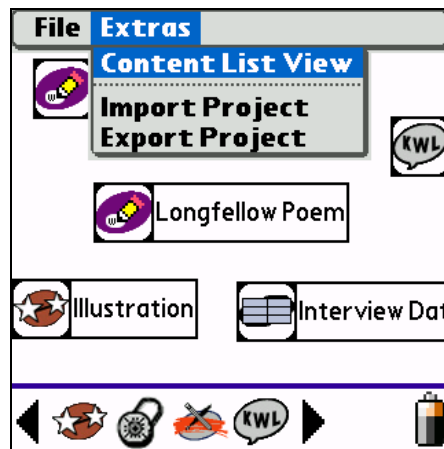 File Extras
Content List View
Import Project
Export Project
KWL
Longfellow Poem
Illustration
Interview Dat
KWL